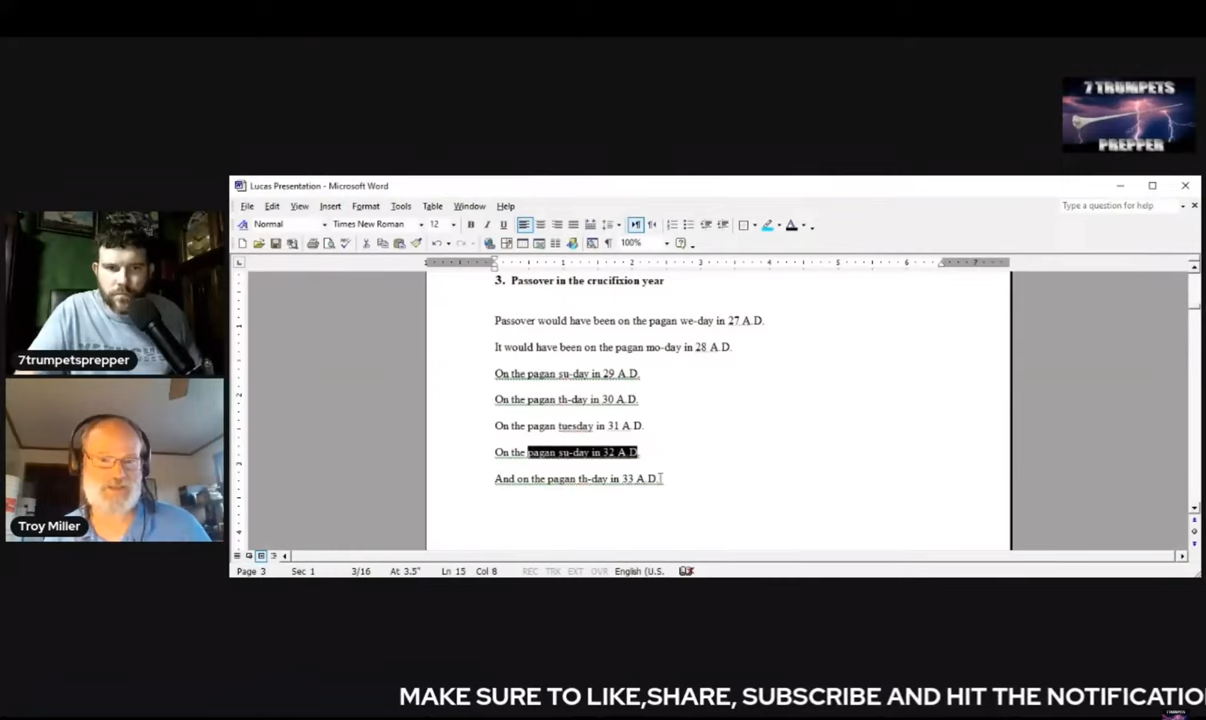 7 TRUMPETS
PREPPER
Lucas Presentation - Microsoft Word
File Edit View Insert Format Tools Table Window Help
Type a question for help
Normal Times New Roman 12
100%
3. Passover in the crucifixion year
Passover would have been on the pagan we-day in 27 A.D.
It would have been on the pagan mo-day in 28 A.D.
On the pagan su-day in 29 A.D.
On the pagan th-day in 30 A.D.
On the pagan tuesday in 31 A.D.
On the pagan su-day in 32 A.D.
And on the pagan th-day in 33 A.D.
Page 3 Sec 1 3/16 At 3.5" Ln 15 Col 8 REC TRK EXT OVR English (U.S.
7trumpetsprepper
Troy Miller
MAKE SURE TO LIKE,SHARE, SUBSCRIBE AND HIT THE NOTIFICATIO